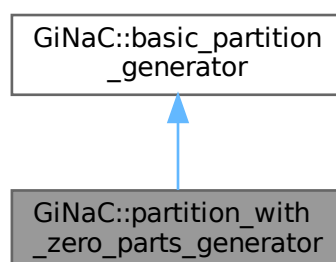 GiNaC::basic_partition
_generator
GiNaC::partition_with
_zero_parts_generator